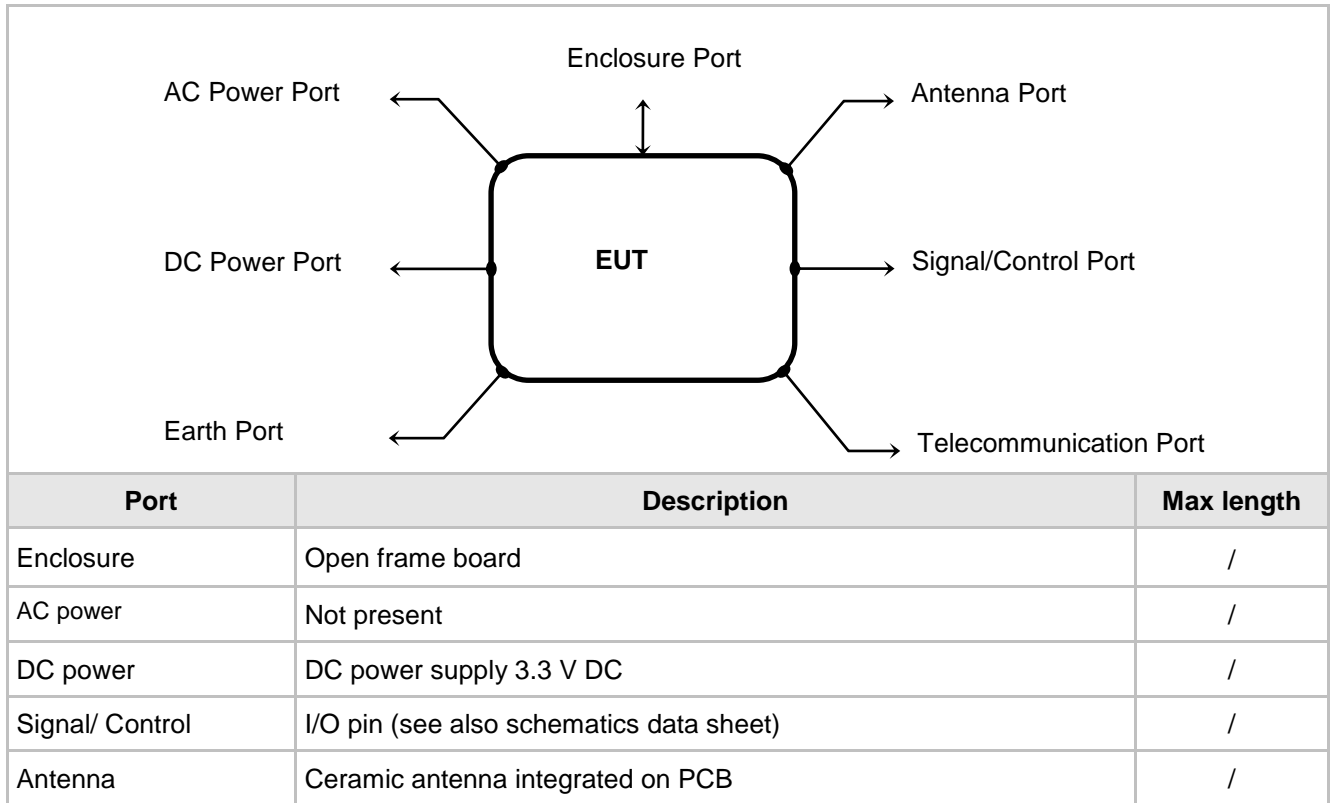 Enclosure Port
AC Power Port
Antenna Port
DC Power Port
EUT
Signal/Control Port
Earth Port
Telecommunication Port
Port Description Max length
Enclosure Open frame board /
AC power Not present /
DC power DC power supply 3.3 V DC /
Signal/ Control I/O pin (see also schematics data sheet) /
Antenna Ceramic antenna integrated on PCB /